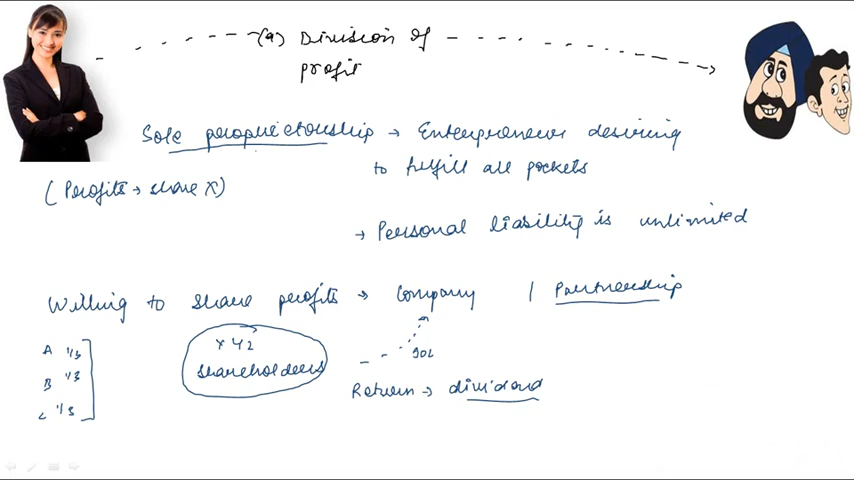 (a) Division of
profit
Sole proprietorship → Entrepreneur desiring
to fulfill all pockets
(Profits → share X)
→ Personal liability is unlimited
Willing to share profits → Company / Partnership
A 1/3
B 1/3
C 1/3
X Y Z
shareholders
Return → dividend